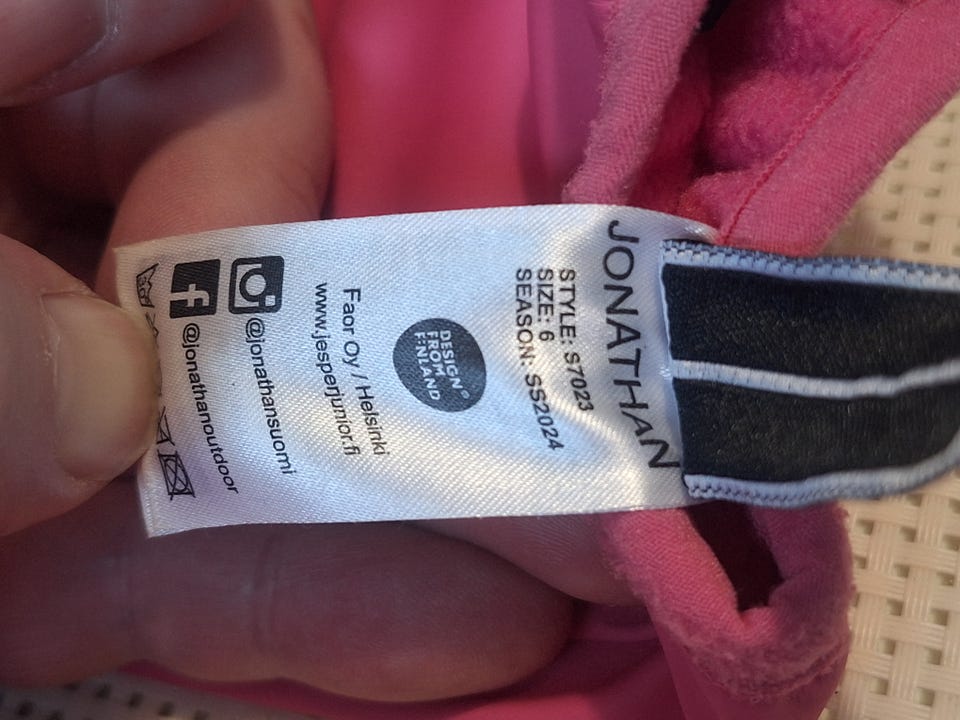 JONATHAN
STYLE: S7023
SIZE: 6
SEASON: SS2024
DESIGN®
FROM
FINLAND
Faor Oy / Helsinki
www.jesperjunior.fi
@jonathansuomi
@jonathanoutdoor